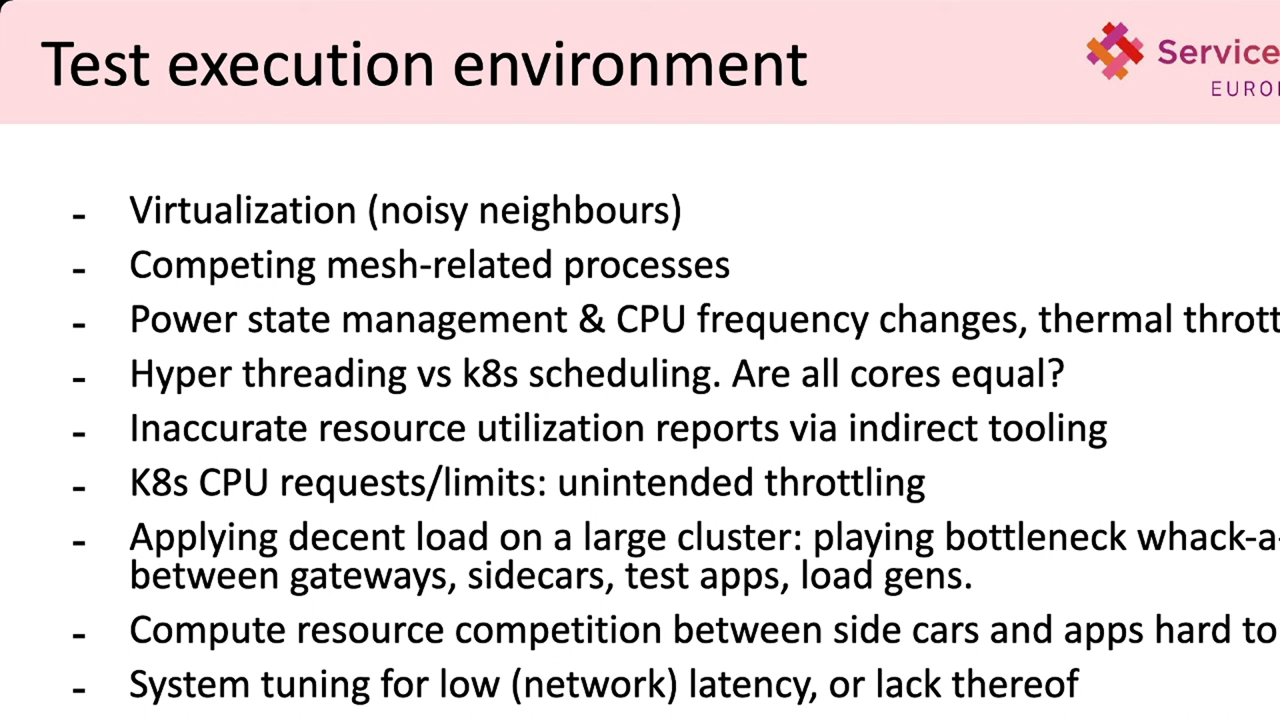 Test execution environment
Service
EURO
- Virtualization (noisy neighbours)
- Competing mesh-related processes
- Power state management & CPU frequency changes, thermal thrott
- Hyper threading vs k8s scheduling. Are all cores equal?
- Inaccurate resource utilization reports via indirect tooling
- K8s CPU requests/limits: unintended throttling
- Applying decent load on a large cluster: playing bottleneck whack-a-
between gateways, sidecars, test apps, load gens.
- Compute resource competition between side cars and apps hard to
- System tuning for low (network) latency, or lack thereof